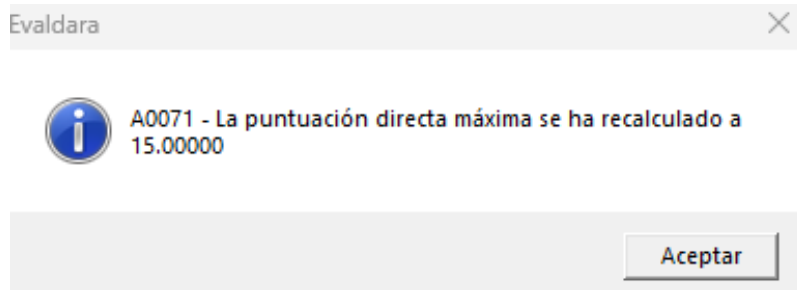 Evaldara
A0071 - La puntuación directa máxima se ha recalculado a
15.00000
Aceptar